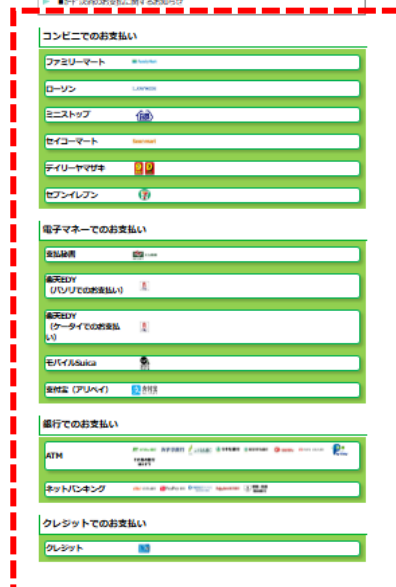 コンビニでのお支払い
ファミリーマート
ローソン
ミニストップ
セイコーマート
デイリーヤマザキ
セブンイレブン
電子マネーでのお支払い
支払秘書
楽天EDY
(パソリでのお支払い)
楽天EDY
(ケータイでのお支払
い)
モバイルSuica
支付宝（アリペイ） 支付宝
銀行でのお支払い
ATM
ネットバンキング
クレジットでのお支払い
クレジット